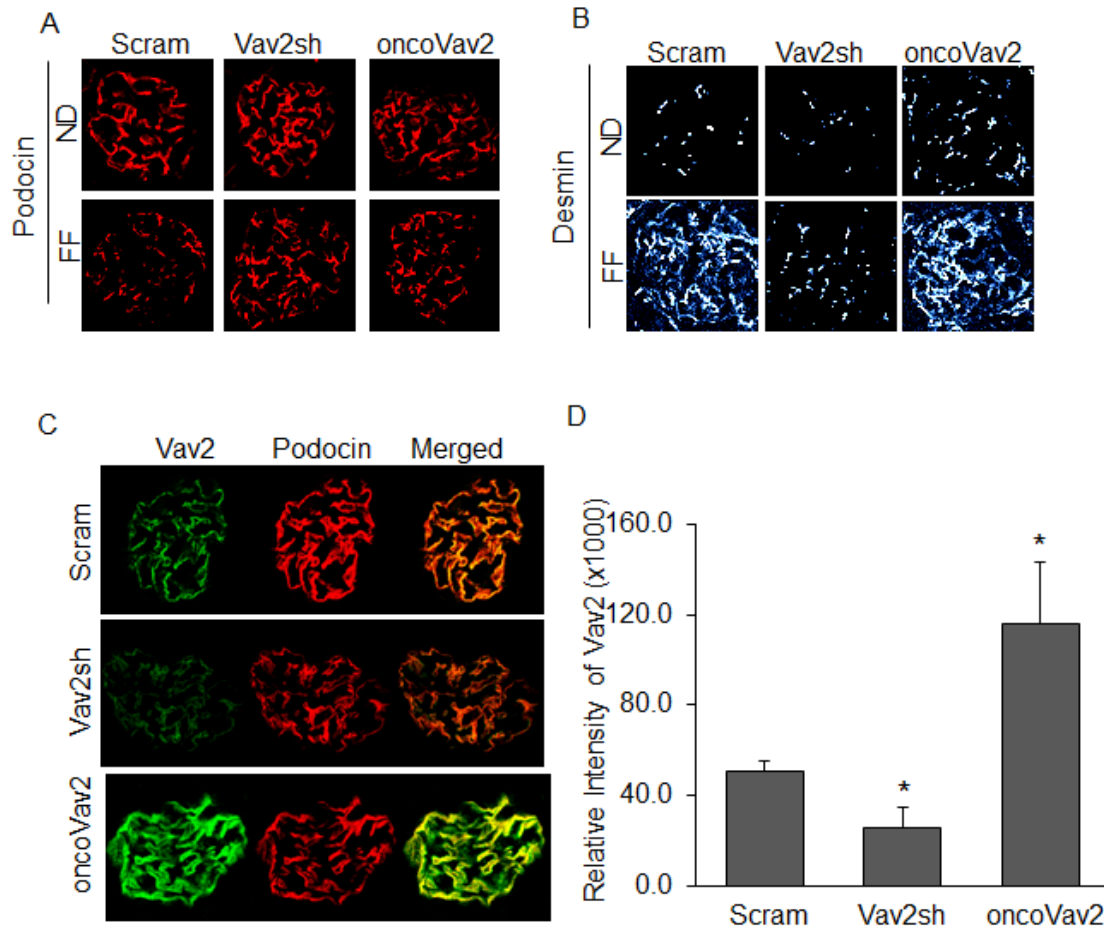 A
Scram Vav2sh oncoVav2
Podocin
ND
FF
B
Scram Vav2sh oncoVav2
Desmin
ND
FF
C
Vav2 Podocin Merged
Scram
Vav2sh
oncoVav2
D
Relative Intensity of Vav2 (x1000)
160.0
120.0
80.0
40.0
0.0
*
*
Scram Vav2sh oncoVav2